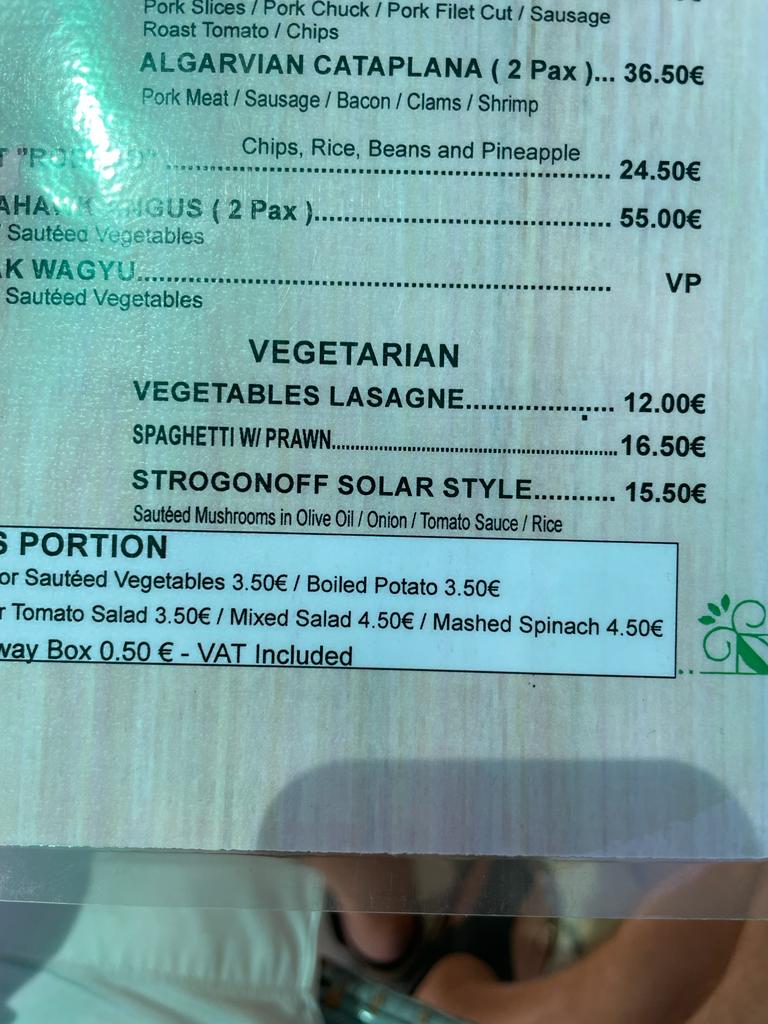 Pork Slices / Pork Chuck / Pork Filet Cut / Sausage
Roast Tomato / Chips
ALGARVIAN CATAPLANA ( 2 Pax )... 36.50€
Pork Meat / Sausage / Bacon / Clams / Shrimp
Chips, Rice, Beans and Pineapple
24.50€
ANGUS ( 2 Pax )........................................ 55.00€
Sautéed Vegetables
WAGYU................................................................ VP
Sautéed Vegetables
VEGETARIAN
VEGETABLES LASAGNE.................... 12.00€
SPAGHETTI W/ PRAWN......................................................16.50€
STROGONOFF SOLAR STYLE........... 15.50€
Sautéed Mushrooms in Olive Oil / Onion / Tomato Sauce / Rice
S PORTION
or Sautéed Vegetables 3.50€ / Boiled Potato 3.50€
r Tomato Salad 3.50€ / Mixed Salad 4.50€ / Mashed Spinach 4.50€
way Box 0.50 € - VAT Included